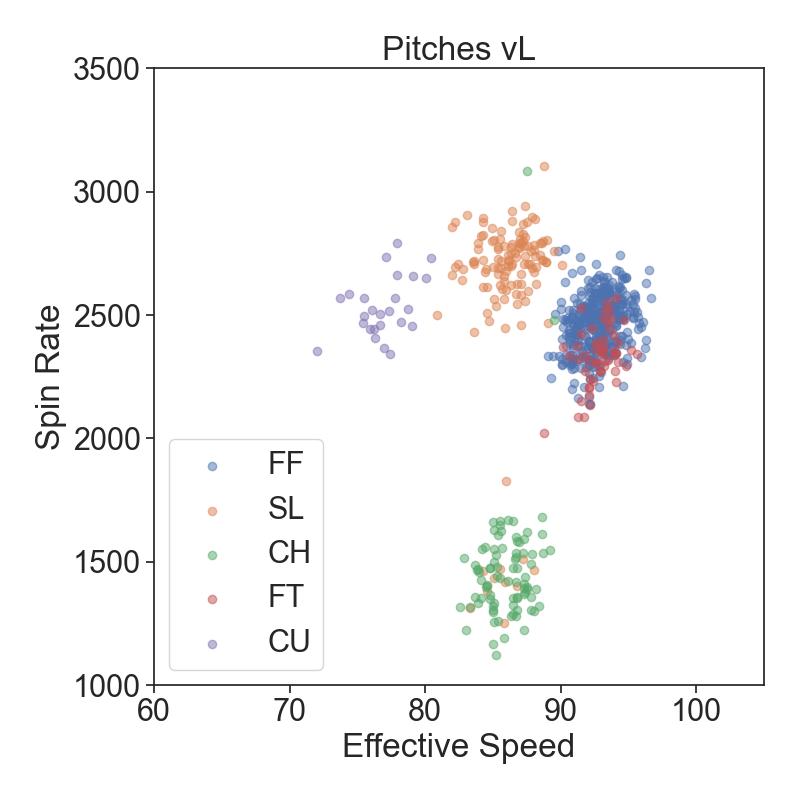 Pitches vL
3500
3000
2500
2000
1500
1000
Spin Rate
FF
SL
CH
FT
CU
60 70 80 90 100
Effective Speed